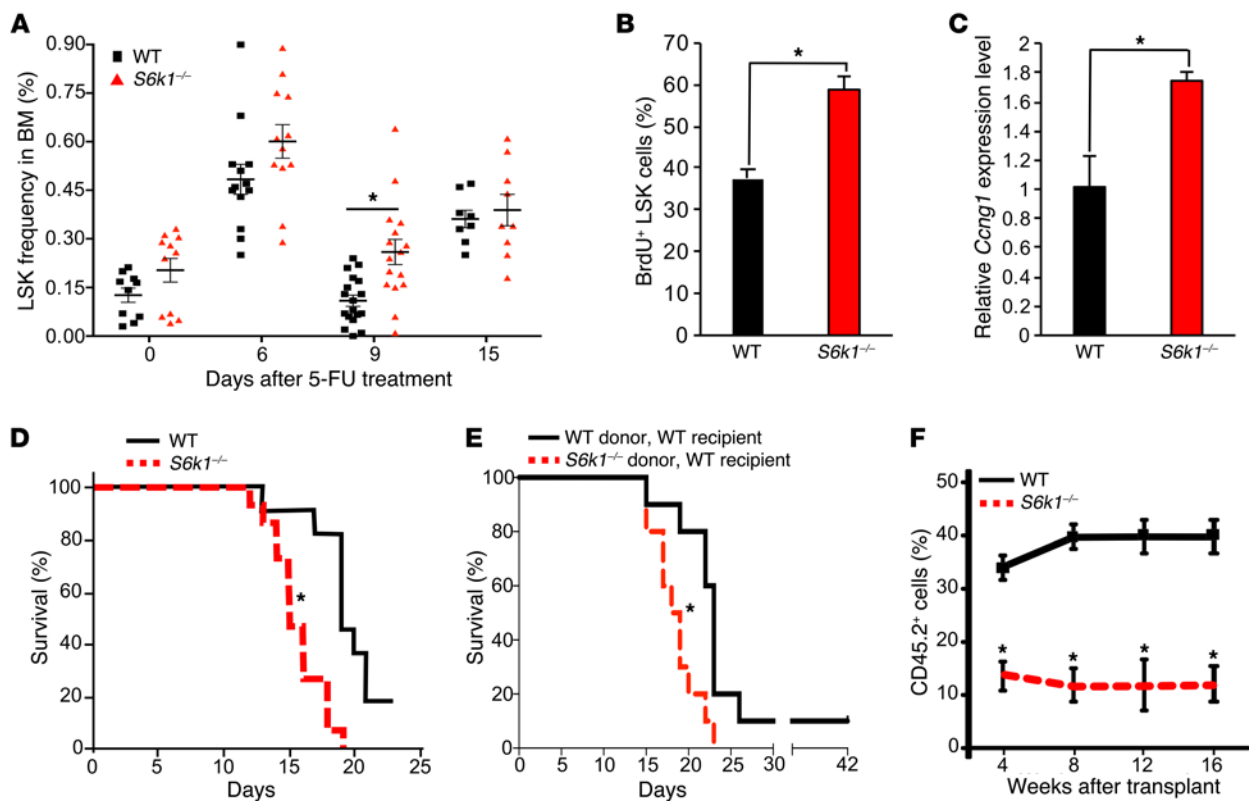 A
WT
S6k1–/–
LSK frequency in BM (%)
0.90
0.75
0.60
0.45
0.30
0.15
0.00
*
0 6 9 15
Days after 5-FU treatment
B
BrdU+ LSK cells (%)
70
60
50
40
30
20
10
0
*
WT S6k1–/–
C
Relative Ccng1 expression level
2
1.8
1.6
1.4
1.2
1
0.8
0.6
0.4
0.2
0
*
WT S6k1–/–
D
WT
S6k1–/–
Survival (%)
100
80
60
40
20
0
*
0 5 10 15 20 25
Days
E
WT donor, WT recipient
S6k1–/– donor, WT recipient
Survival (%)
100
80
60
40
20
0
*
0 10 15 20 30 42
Days
F
WT
S6k1–/–
CD45.2+ cells (%)
50
40
30
20
10
0
* * * *
4 8 12 16
Weeks after transplant